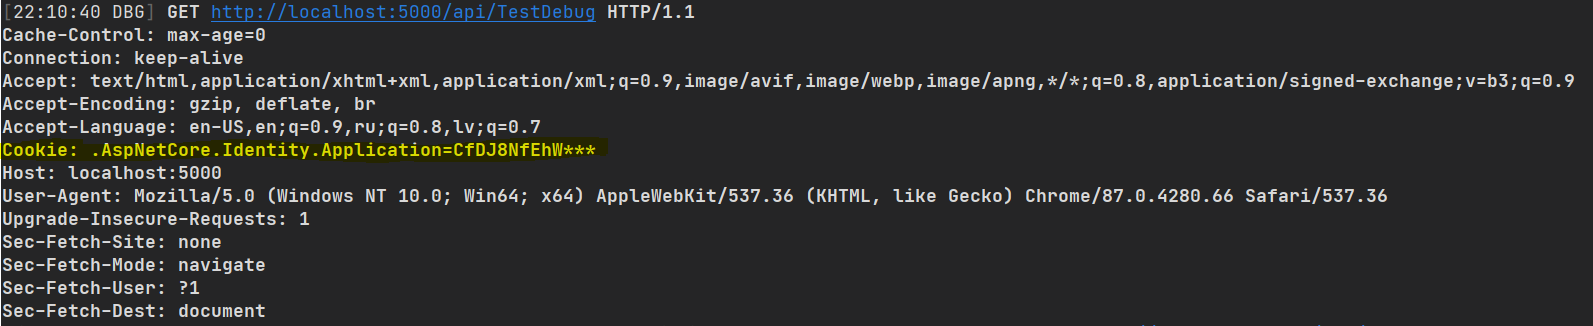 [22:10:40 DBG] GET http://localhost:5000/api/TestDebug HTTP/1.1
Cache-Control: max-age=0
Connection: keep-alive
Accept: text/html,application/xhtml+xml,application/xml;q=0.9,image/avif,image/webp,image/apng,*/*;q=0.8,application/signed-exchange;v=b3;q=0.9
Accept-Encoding: gzip, deflate, br
Accept-Language: en-US,en;q=0.9,ru;q=0.8,lv;q=0.7
Cookie: .AspNetCore.Identity.Application=CfDJ8NfEhW***
Host: localhost:5000
User-Agent: Mozilla/5.0 (Windows NT 10.0; Win64; x64) AppleWebKit/537.36 (KHTML, like Gecko) Chrome/87.0.4280.66 Safari/537.36
Upgrade-Insecure-Requests: 1
Sec-Fetch-Site: none
Sec-Fetch-Mode: navigate
Sec-Fetch-User: ?1
Sec-Fetch-Dest: document